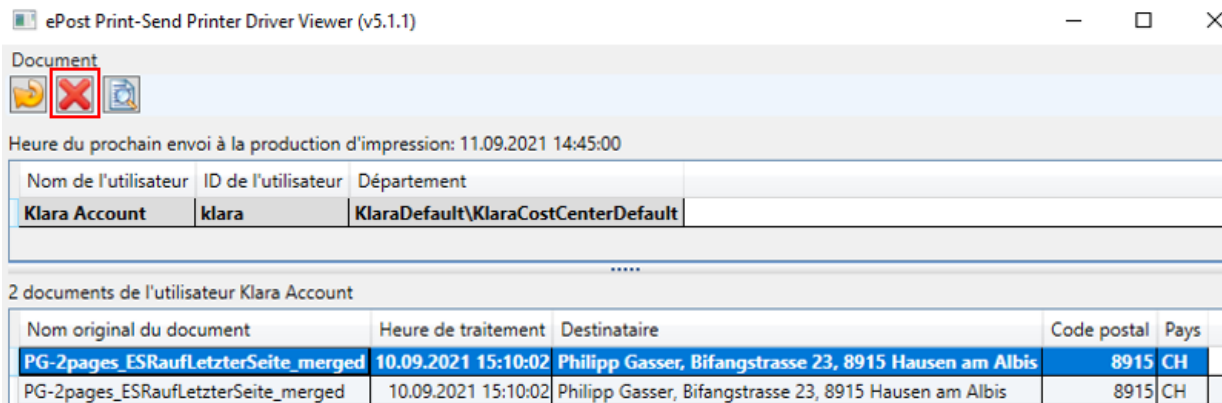 ePost Print-Send Printer Driver Viewer (v5.1.1)
Document
Heure du prochain envoi à la production d'impression: 11.09.2021 14:45:00
Nom de l'utilisateur ID de l'utilisateur Département
Klara Account klara KlaraDefault\KlaraCostCenterDefault
2 documents de l'utilisateur Klara Account
Nom original du document Heure de traitement Destinataire Code postal Pays
PG-2pages_ESRaufLetzterSeite_merged 10.09.2021 15:10:02 Philipp Gasser, Bifangstrasse 23, 8915 Hausen am Albis 8915 CH
PG-2pages_ESRaufLetzterSeite_merged 10.09.2021 15:10:02 Philipp Gasser, Bifangstrasse 23, 8915 Hausen am Albis 8915 CH